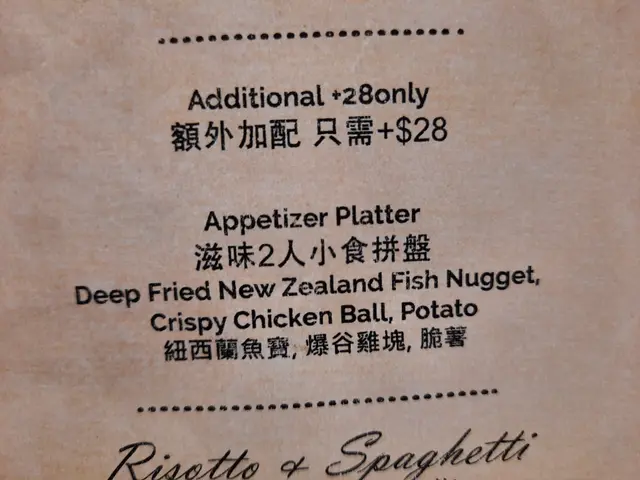 Additional +28only
額外加配 只需+$28
Appetizer Platter
滋味2人小食拼盤
Deep Fried New Zealand Fish Nugget,
Crispy Chicken Ball, Potato
紐西蘭魚寶, 爆谷雞塊, 脆薯
Risotto & Spaghetti